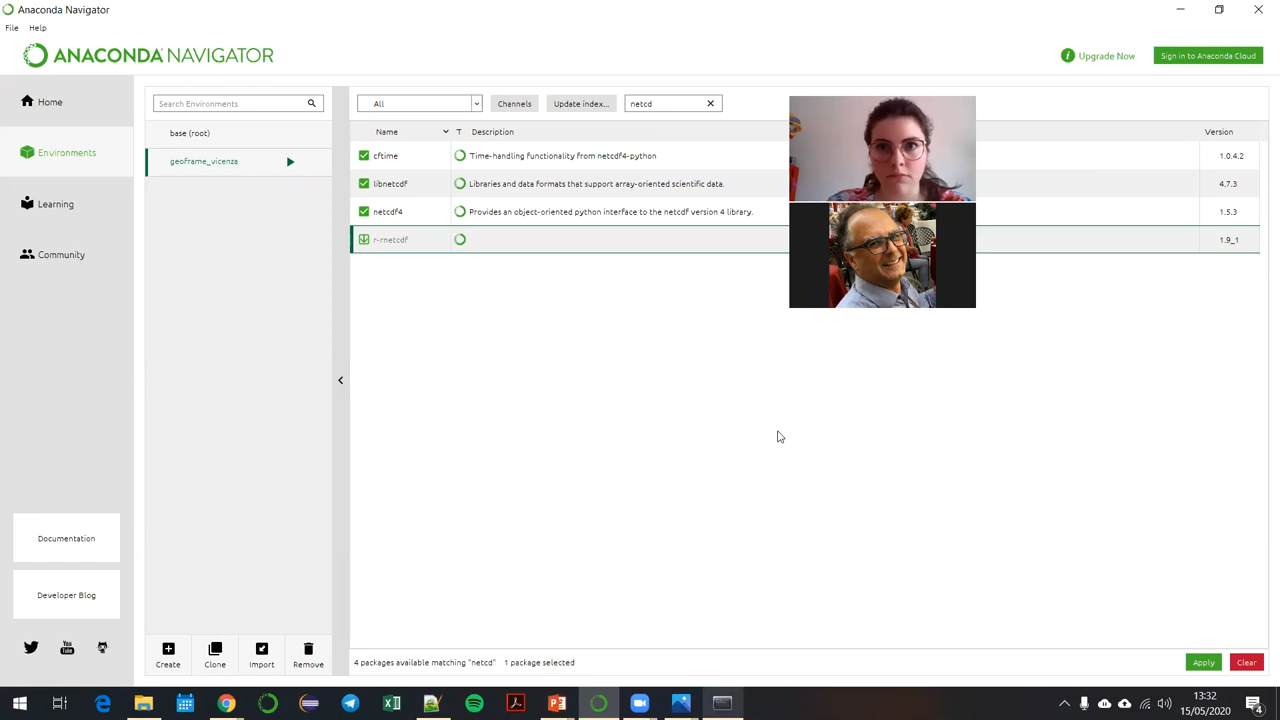 Anaconda Navigator
File Help
ANACONDA NAVIGATOR
Upgrade Now
Sign in to Anaconda Cloud
Home
Environments
Learning
Community
Documentation
Developer Blog
Search Environments
base (root)
geoframe_vicenza
Create
Clone
Import
Remove
All
Channels
Update index...
netcd
Name T Description Version
cftime Time-handling functionality from netcdf4-python 1.0.4.2
libnetcdf Libraries and data formats that support array-oriented scientific data. 4.7.3
netcdf4 Provides an object-oriented python interface to the netcdf version 4 library. 1.5.3
r-rnetcdf 1.9_1
4 packages available matching "netcd" 1 package selected
Apply
Clear
13:32
15/05/2020
4